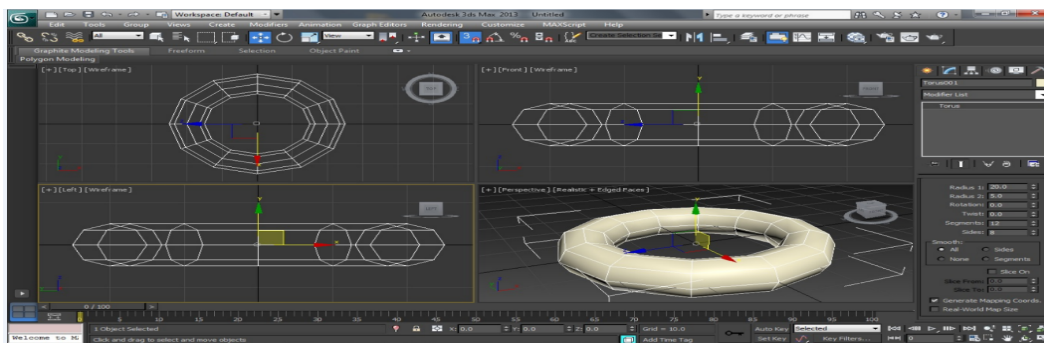 Workspace: Default
Autodesk 3ds Max 2013   Untitled
Type a keyword or phrase
Edit Tools Group Views Create Modifiers Animation Graph Editors Rendering Customize MAXScript Help
All
View
Create Selection Se
Graphite Modeling Tools Freeform Selection Object Paint
Polygon Modeling
[+][Top][Wireframe]
[+][Front][Wireframe]
Torus001
Modifier List
Torus
[+][Left][Wireframe]
LEFT
[+][Perspective][Realistic + Edged Faces]
Radius 1: 20.0
Radius 2: 5.0
Rotation: 0.0
Twist: 0.0
Segments: 12
Sides: 8
Smooth:
All Sides
None Segments
Slice On
Slice From: 0.0
Slice To: 0.0
Generate Mapping Coords.
Real-World Map Size
0 / 100
5 10 15 20 25 30 35 40 45 50 55 60 65 70 75 80 85 90 95 100
1 Object Selected
X: 0.0 Y: 0.0 Z: 0.0
Grid = 10.0
Auto Key Selected
Welcome to M
Click and drag to select and move objects
Add Time Tag
Set Key Key Filters...
0